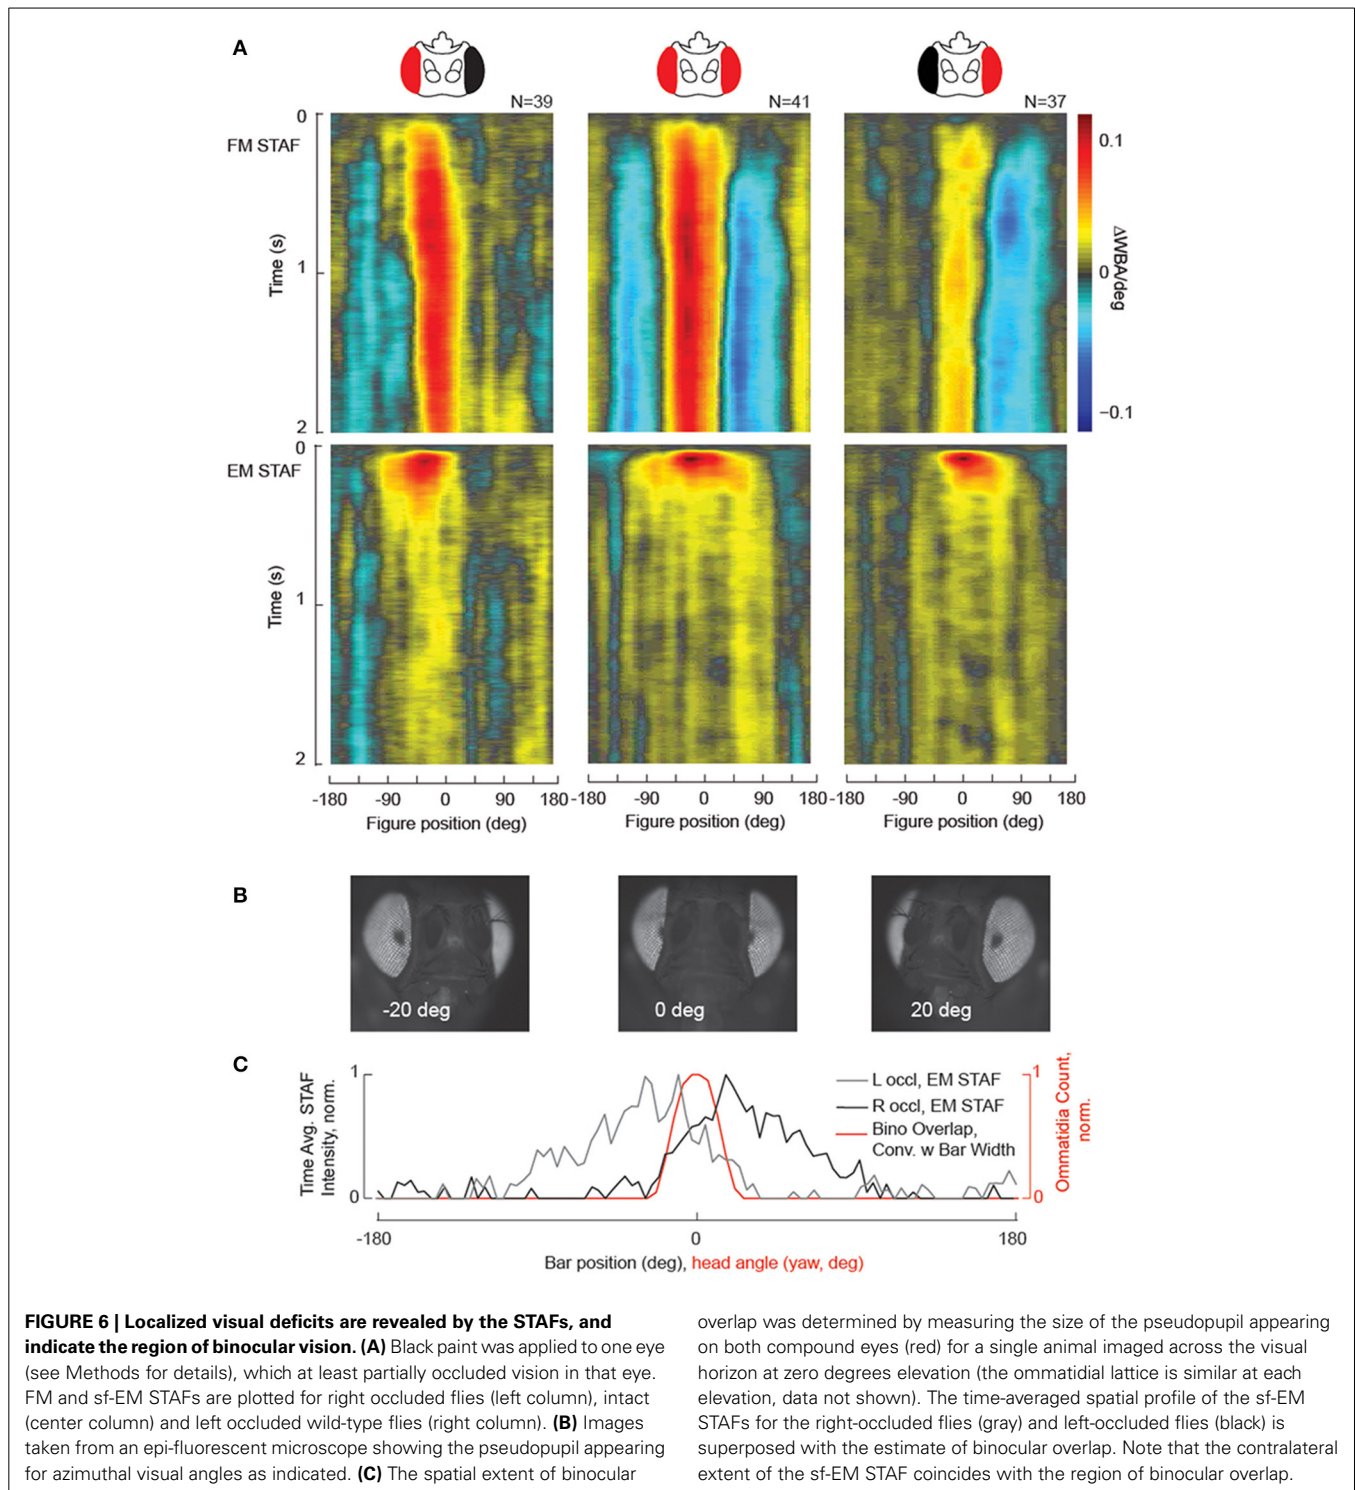 A
N=39
N=41
N=37
0
FM STAF
Time (s)
1
2
0.1
0
−0.1
ΔWBA/deg
0
EM STAF
Time (s)
1
2
-180 -90 0 90 180
-180 -90 0 90 180
-180 -90 0 90 180
Figure position (deg)
Figure position (deg)
Figure position (deg)
B
-20 deg
0 deg
20 deg
C
Time Avg. STAF
Intensity, norm.
1
0
L occl, EM STAF
R occl, EM STAF
Bino Overlap,
Conv. w Bar Width
1
0
Ommatidia Count,
norm.
-180 0 180
Bar position (deg), head angle (yaw, deg)
FIGURE 6 | Localized visual deficits are revealed by the STAFs, and
indicate the region of binocular vision. (A) Black paint was applied to one eye
(see Methods for details), which at least partially occluded vision in that eye.
FM and sf-EM STAFs are plotted for right occluded flies (left column), intact
(center column) and left occluded wild-type flies (right column). (B) Images
taken from an epi-fluorescent microscope showing the pseudopupil appearing
for azimuthal visual angles as indicated. (C) The spatial extent of binocular
overlap was determined by measuring the size of the pseudopupil appearing
on both compound eyes (red) for a single animal imaged across the visual
horizon at zero degrees elevation (the ommatidial lattice is similar at each
elevation, data not shown). The time-averaged spatial profile of the sf-EM
STAFs for the right-occluded flies (gray) and left-occluded flies (black) is
superposed with the estimate of binocular overlap. Note that the contralateral
extent of the sf-EM STAF coincides with the region of binocular overlap.